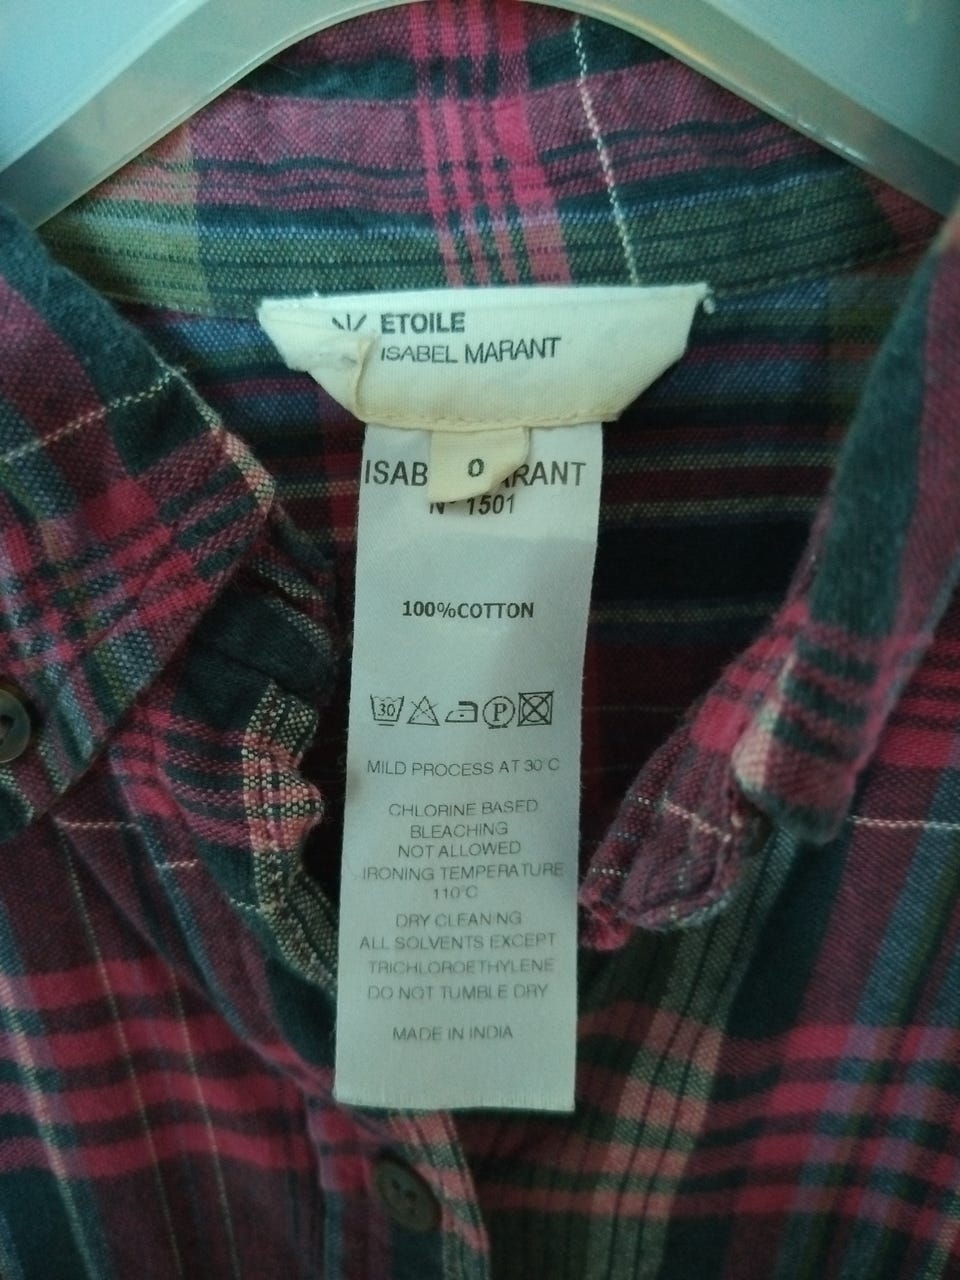 ETOILE
ISABEL MARANT
0
ISAB ARANT
N° 1501
100%COTTON
30 P
MILD PROCESS AT 30°C
CHLORINE BASED
BLEACHING
NOT ALLOWED
IRONING TEMPERATURE
110°C
DRY CLEANING
ALL SOLVENTS EXCEPT
TRICHLOROETHYLENE
DO NOT TUMBLE DRY
MADE IN INDIA